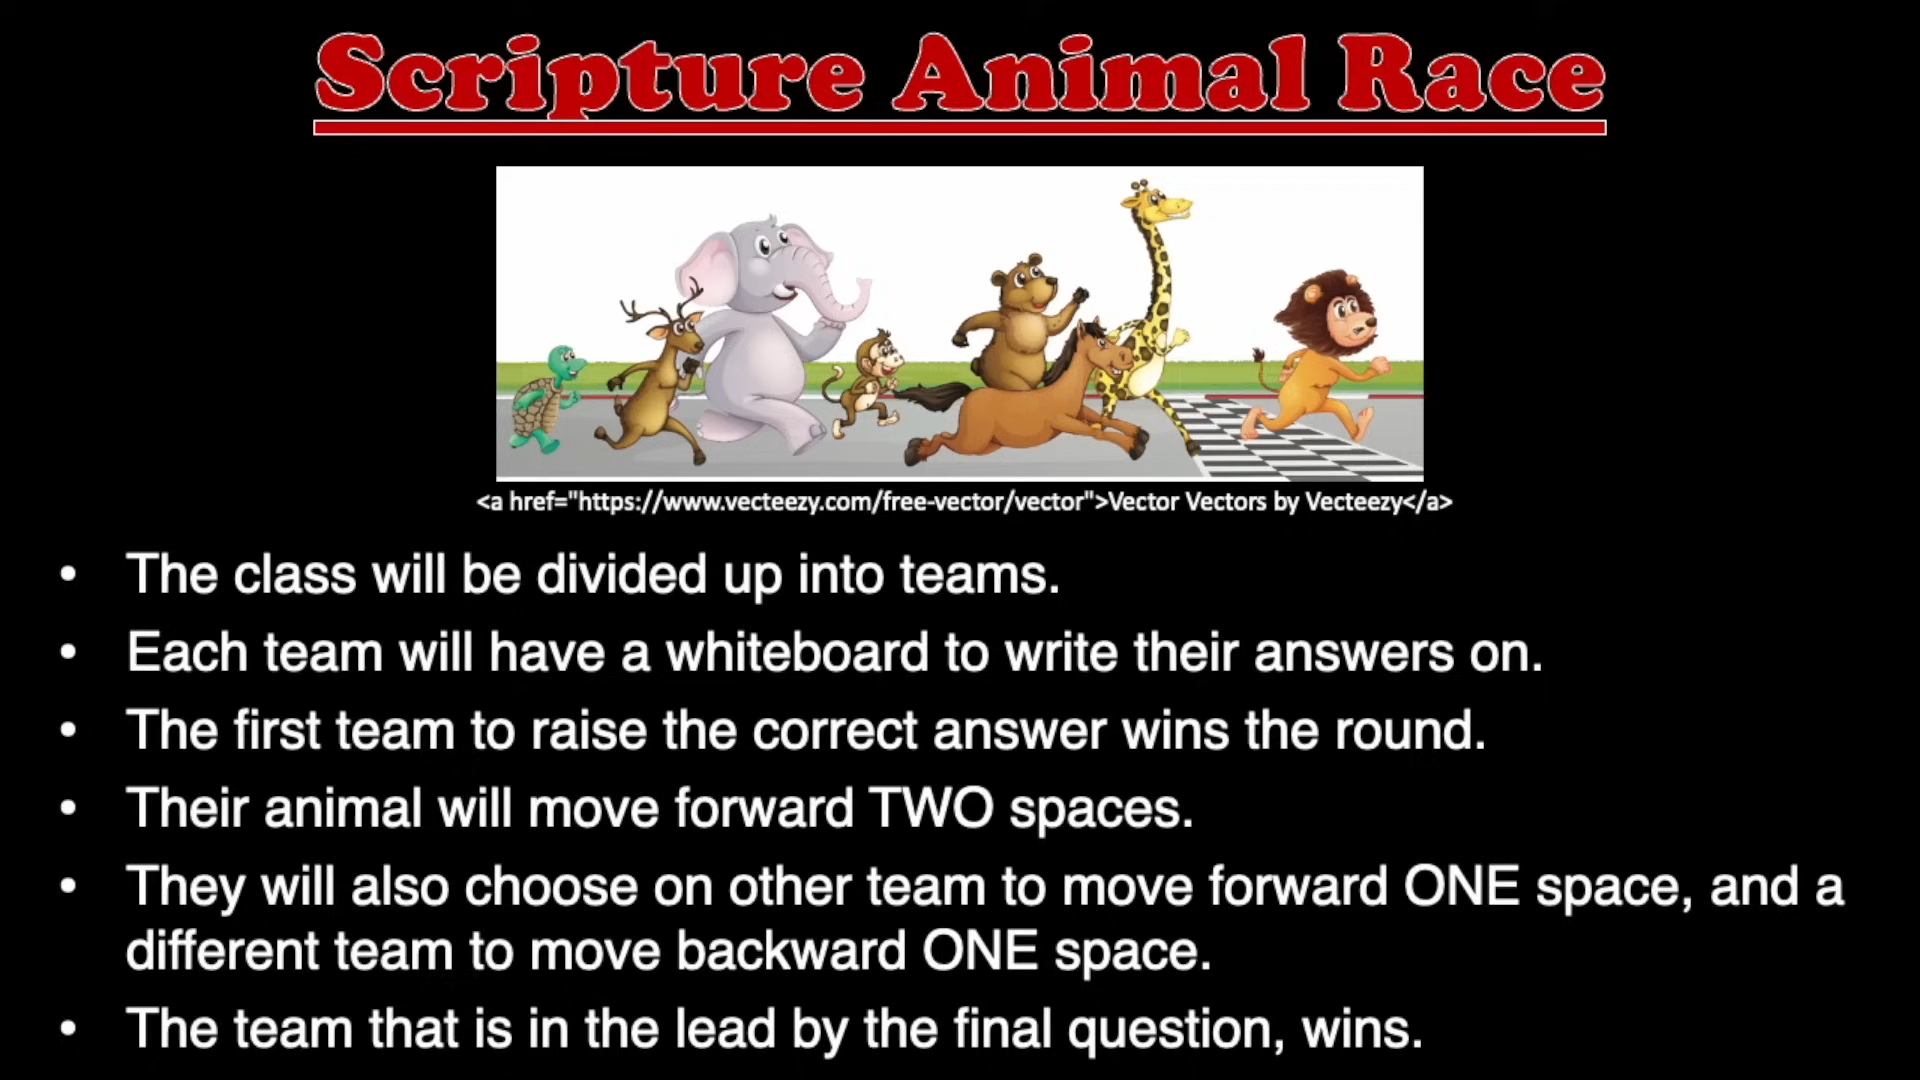 Scripture Animal Race
<a href="https://www.vecteezy.com/free-vector/vector">Vector Vectors by Vecteezy</a>
• The class will be divided up into teams.
• Each team will have a whiteboard to write their answers on.
• The first team to raise the correct answer wins the round.
• Their animal will move forward TWO spaces.
• They will also choose on other team to move forward ONE space, and a
different team to move backward ONE space.
• The team that is in the lead by the final question, wins.